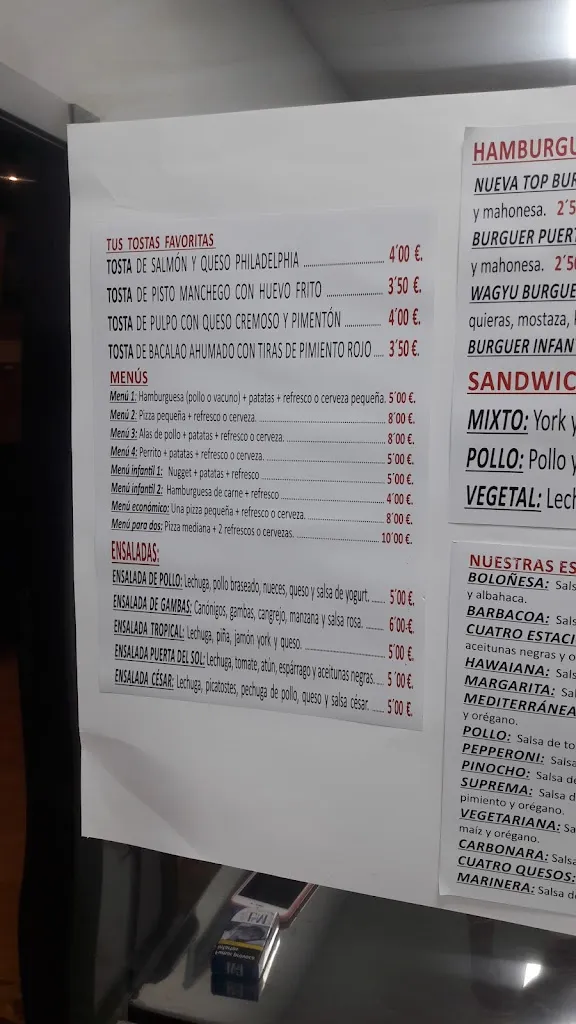 TUS TOSTAS FAVORITAS
TOSTA DE SALMÓN Y QUESO PHILADELPHIA ........ 4´00 €.
TOSTA DE PISTO MANCHEGO CON HUEVO FRITO ........ 3´50 €.
TOSTA DE PULPO CON QUESO CREMOSO Y PIMENTÓN ........ 4´00 €.
TOSTA DE BACALAO AHUMADO CON TIRAS DE PIMIENTO ROJO .... 3´50 €.
MENÚS
Menú 1: Hamburguesa (pollo o vacuno) + patatas + refresco o cerveza pequeña. 5´00 €.
Menú 2: Pizza pequeña + refresco o cerveza. ........ 8´00 €.
Menú 3: Alas de pollo + patatas + refresco o cerveza. ........ 8´00 €.
Menú 4: Perrito + patatas + refresco o cerveza. ........ 5´00 €.
Menú infantil 1: Nugget + patatas + refresco ........ 5´00 €.
Menú infantil 2: Hamburguesa de carne + refresco ........ 4´00 €.
Menú económico: Una pizza pequeña + refresco o cerveza. ........ 8´00 €.
Menú para dos: Pizza mediana + 2 refrescos o cervezas. ........ 10´00 €.
ENSALADAS:
ENSALADA DE POLLO: Lechuga, pollo braseado, nueces, queso y salsa de yogurt. ...... 5´00 €.
ENSALADA DE GAMBAS: Canónigos, gambas, cangrejo, manzana y salsa rosa. ........ 6´00 €.
ENSALADA TROPICAL: Lechuga, piña, jamón york y queso. ........ 5´00 €.
ENSALADA PUERTA DEL SOL: Lechuga, tomate, atún, espárrago y aceitunas negras. .... 5´00 €.
ENSALADA CÉSAR: Lechuga, picatostes, pechuga de pollo, queso y salsa césar. ..... 5´00 €.
HAMBURGU
NUEVA TOP BUR
y mahonesa. 2´5
BURGUER PUERT
y mahonesa. 2´50
WAGYU BURGUE
quieras, mostaza,
BURGUER INFAN
SANDWIC
MIXTO: York y
POLLO: Pollo y
VEGETAL: Lech
NUESTRAS ES
BOLOÑESA: Sals
y albahaca.
BARBACOA: Sals
CUATRO ESTACI
aceitunas negras y o
HAWAIANA: Sals
MARGARITA: Sal
MEDITERRÁNEA
y orégano.
POLLO: Salsa de to
PEPPERONI: Salsa
PINOCHO: Salsa de
SUPREMA: Salsa d
pimiento y orégano.
VEGETARIANA: Sa
maíz y orégano.
CARBONARA: Salsa
CUATRO QUESOS:
MARINERA: Salsa de